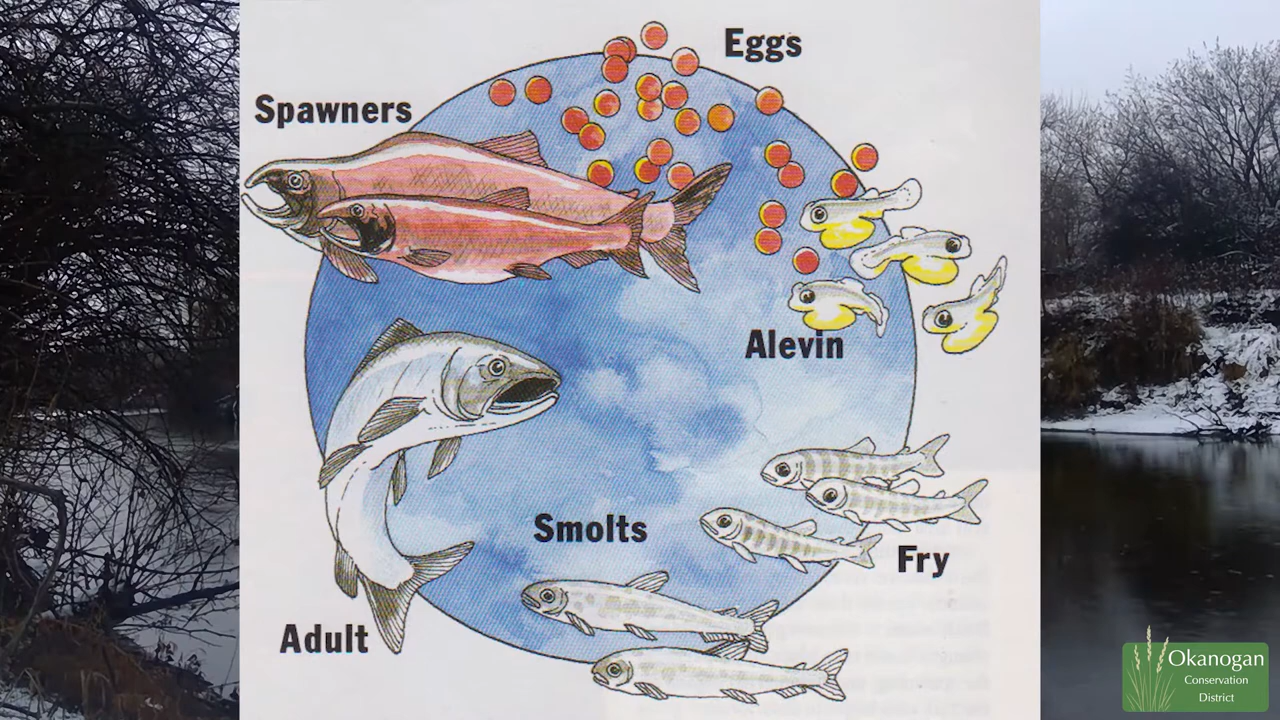 Eggs
Spawners
Alevin
Smolts
Fry
Adult
Okanogan
Conservation
District